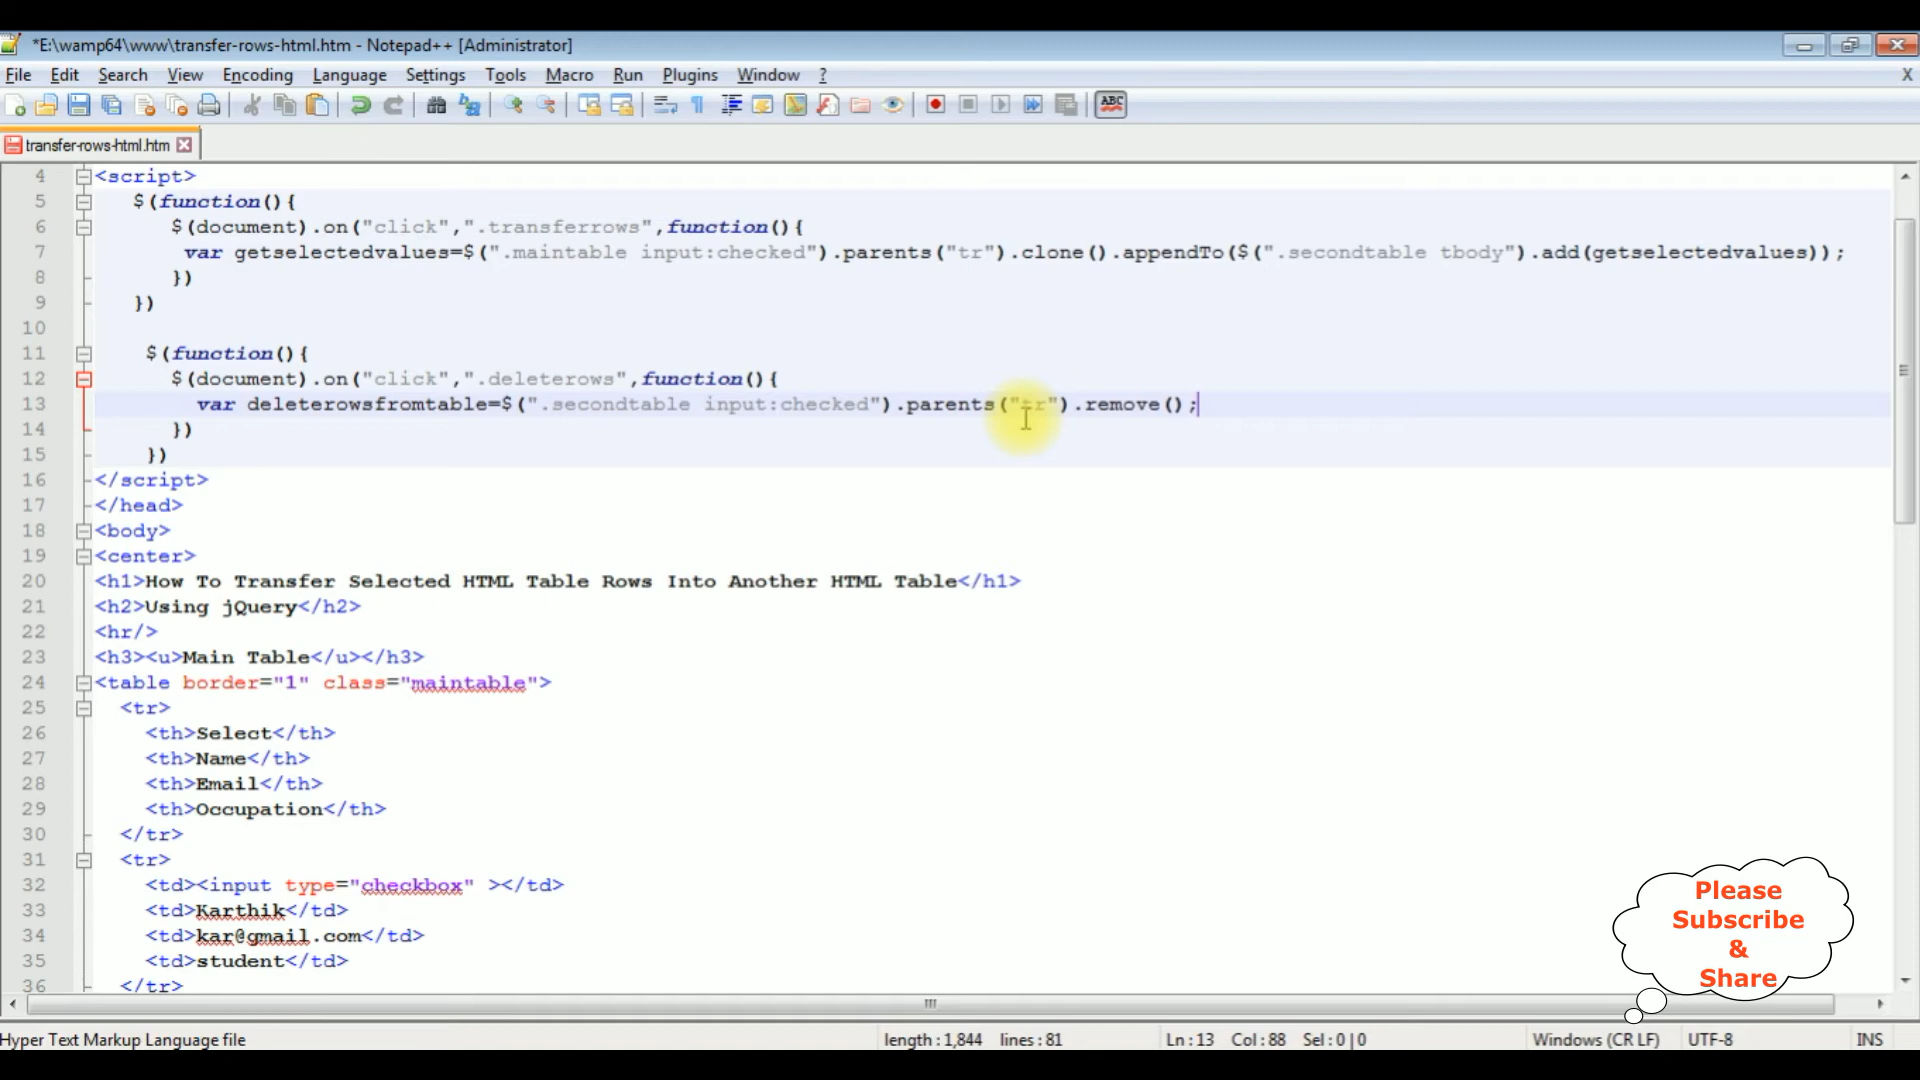 *E:\wamp64\www\transfer-rows-html.htm - Notepad++ [Administrator]
File Edit Search View Encoding Language Settings Tools Macro Run Plugins Window ? X
ABC
transfer-rows-html.htm
4 <script>
5 $(function(){
6 $(document).on("click",".transferrows",function(){
7 var getselectedvalues=$(".maintable input:checked").parents("tr").clone().appendTo($(".secondtable tbody").add(getselectedvalues));
8 })
9 })
10
11 $(function(){
12 $(document).on("click",".deleterows",function(){
13 var deleterowsfromtable=$(".secondtable input:checked").parents("tr").remove();
14 })
15 })
16 </script>
17 </head>
18 <body>
19 <center>
20 <h1>How To Transfer Selected HTML Table Rows Into Another HTML Table</h1>
21 <h2>Using jQuery</h2>
22 <hr/>
23 <h3><u>Main Table</u></h3>
24 <table border="1" class="maintable">
25 <tr>
26 <th>Select</th>
27 <th>Name</th>
28 <th>Email</th>
29 <th>Occupation</th>
30 </tr>
31 <tr>
32 <td><input type="checkbox" ></td>
33 <td>Karthik</td>
34 <td>kar@gmail.com</td>
35 <td>student</td>
36 </tr>
Please
Subscribe
&
Share
Hyper Text Markup Language file length : 1,844 lines : 81 Ln : 13 Col : 88 Sel : 0 | 0 Windows (CR LF) UTF-8 INS